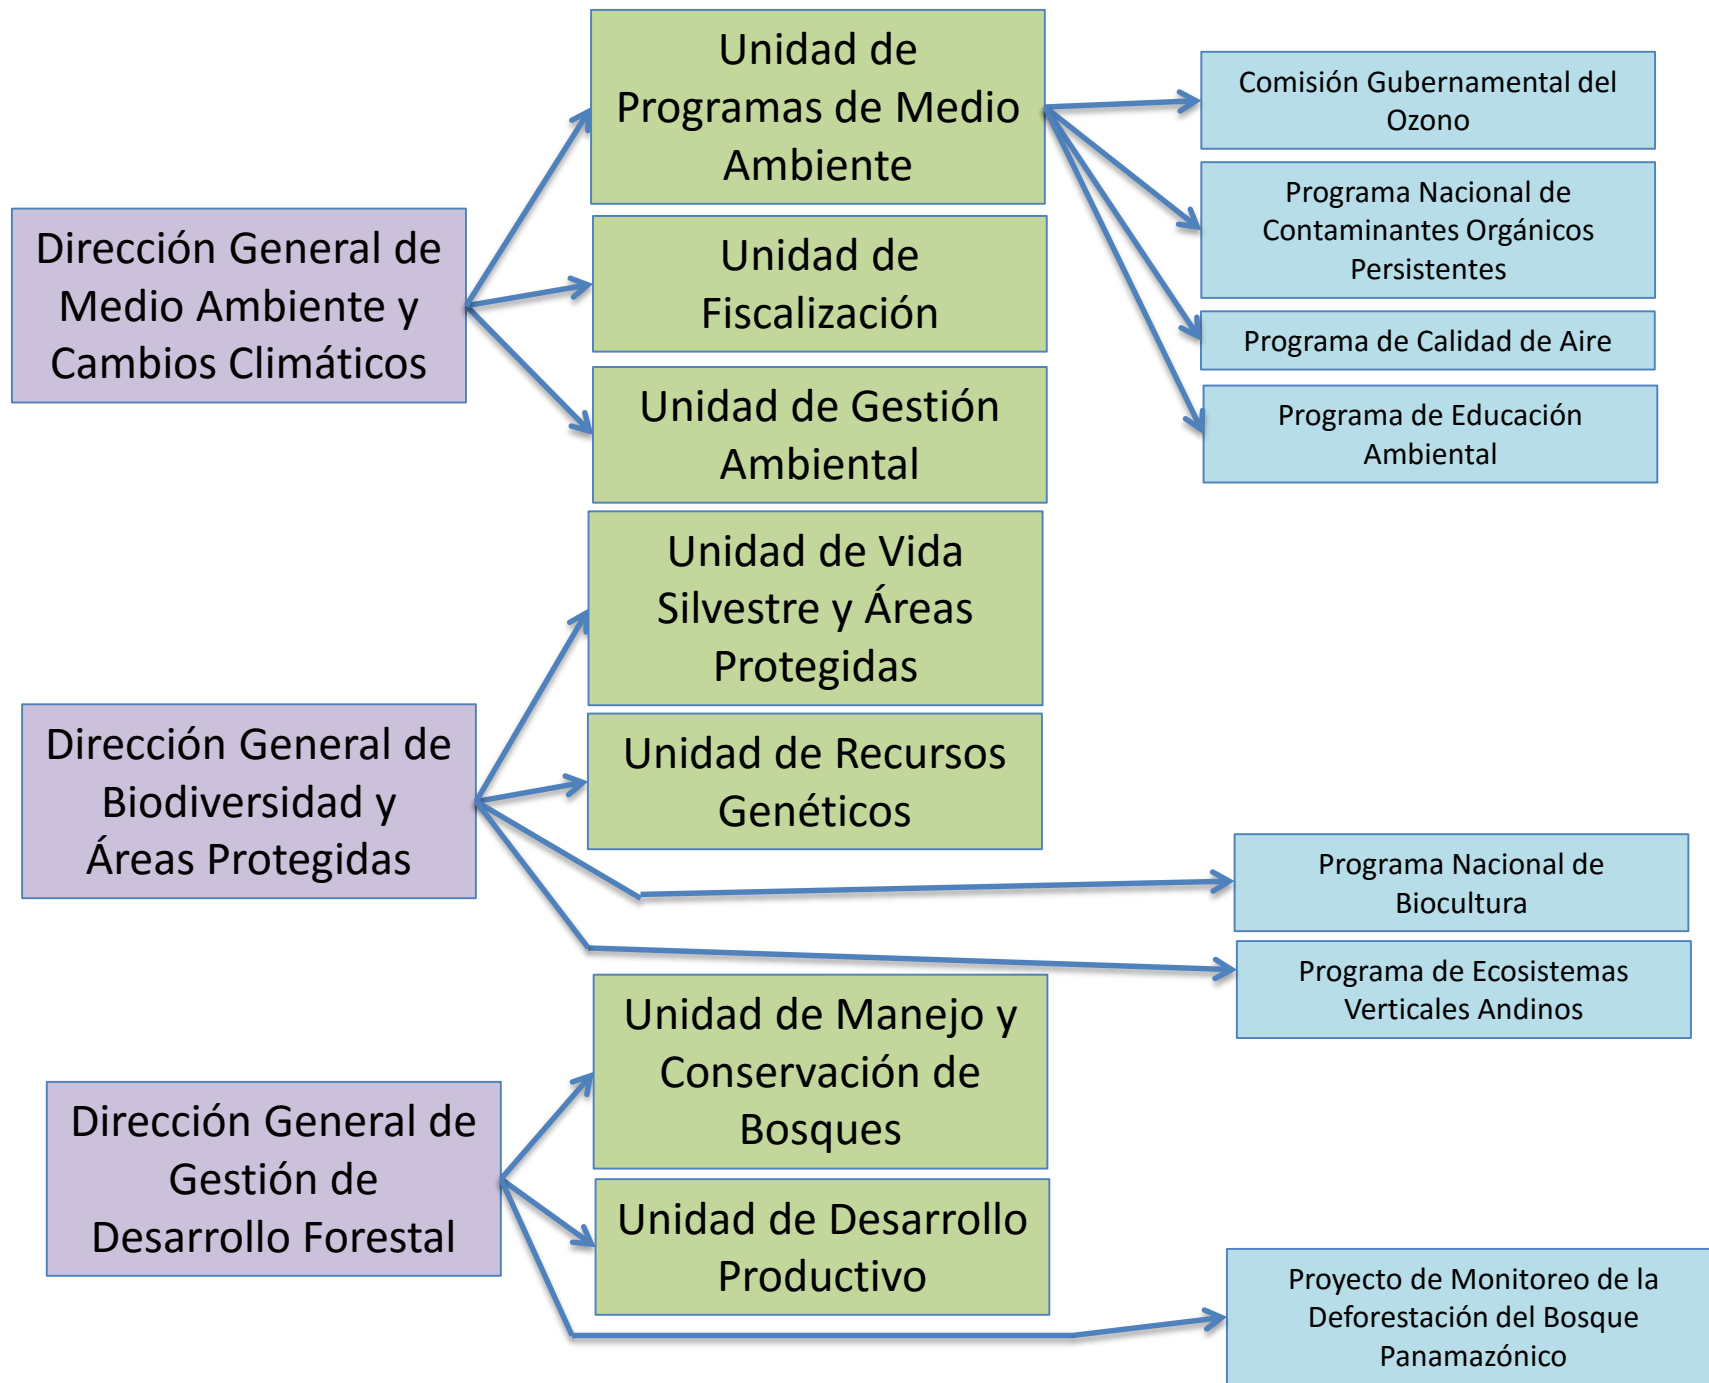 Unidad de
Programas de Medio
Ambiente
Comisión Gubernamental del
Ozono
Programa Nacional de
Contaminantes Orgánicos
Persistentes
Dirección General de
Medio Ambiente y
Cambios Climáticos
Unidad de
Fiscalización
Programa de Calidad de Aire
Unidad de Gestión
Ambiental
Programa de Educación
Ambiental
Unidad de Vida
Silvestre y Áreas
Protegidas
Dirección General de
Biodiversidad y
Áreas Protegidas
Unidad de Recursos
Genéticos
Programa Nacional de
Biocultura
Programa de Ecosistemas
Verticales Andinos
Unidad de Manejo y
Conservación de
Bosques
Dirección General de
Gestión de
Desarrollo Forestal
Unidad de Desarrollo
Productivo
Proyecto de Monitoreo de la
Deforestación del Bosque
Panamazónico